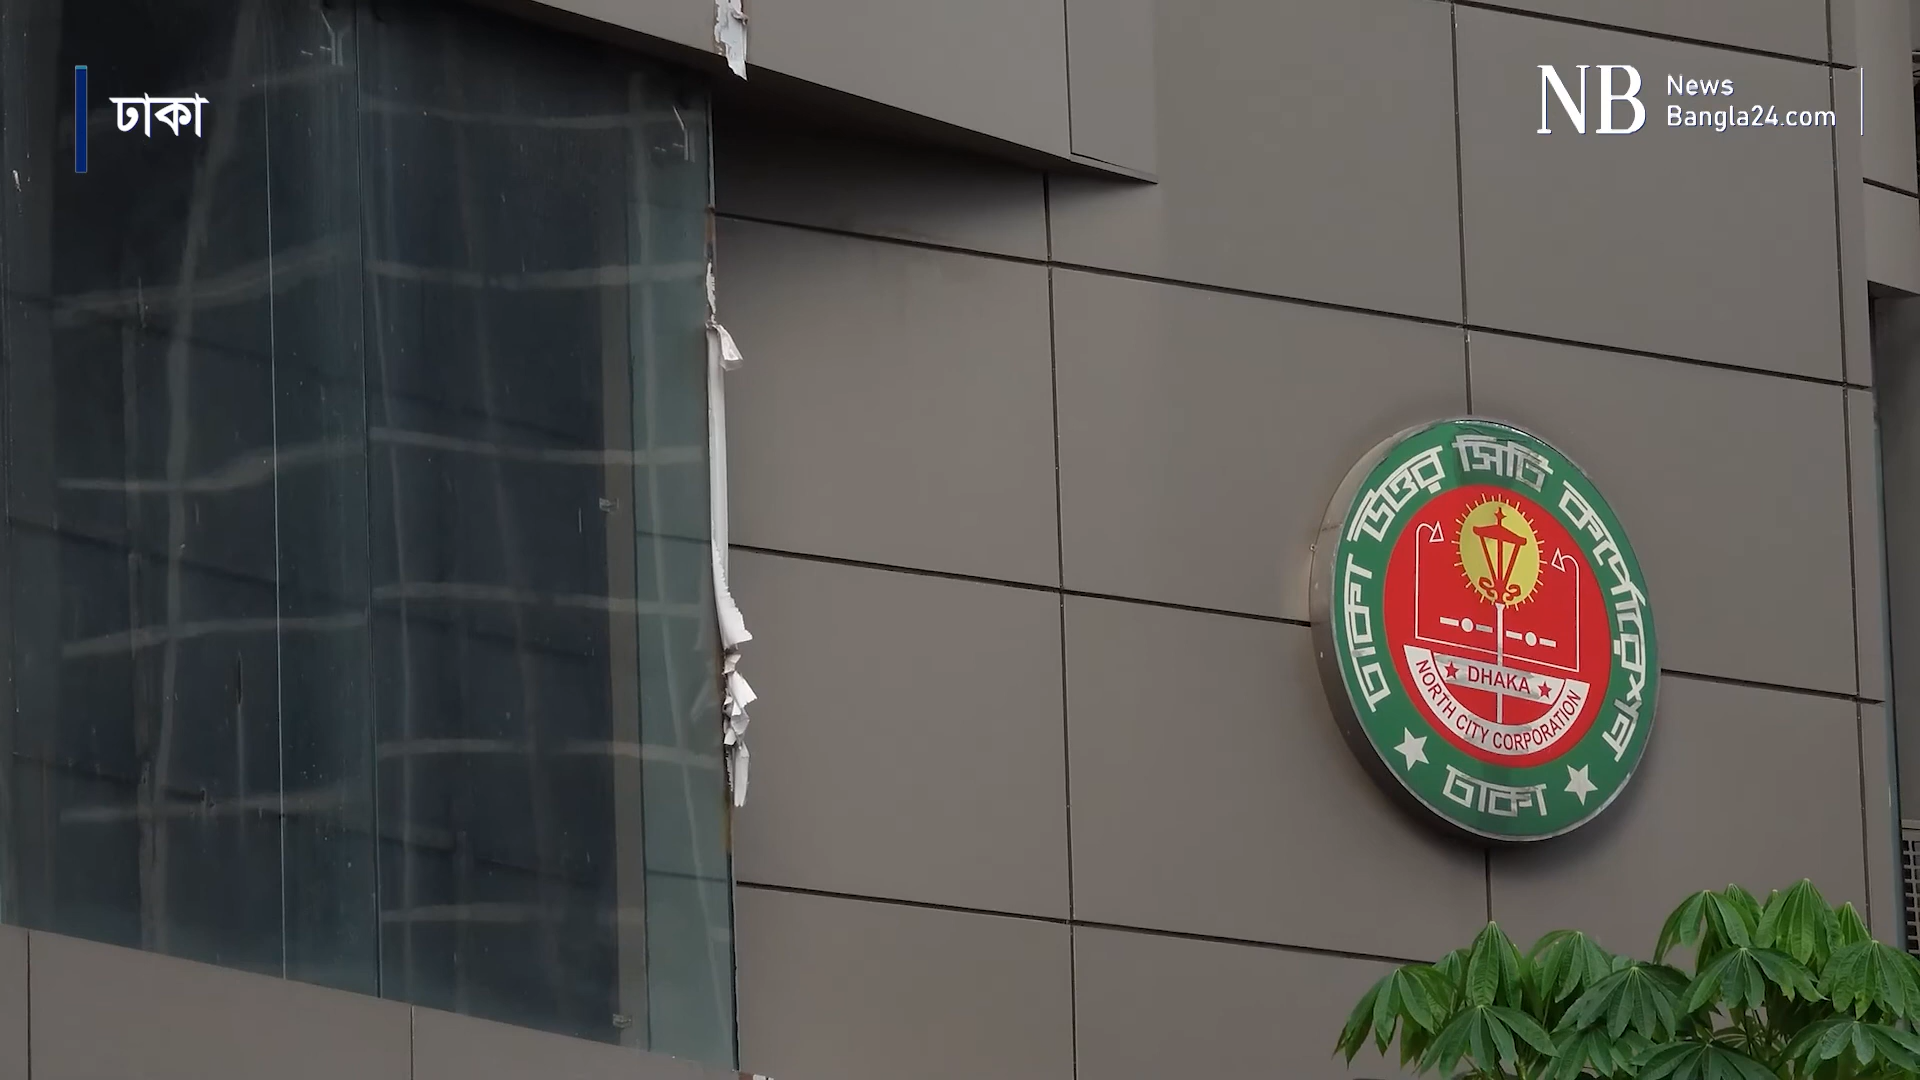 ঢাকা
NB News
Bangla24.com
ঢাকা উত্তর সিটি কর্পোরেশন
DHAKA
NORTH CITY CORPORATION
ঢাকা